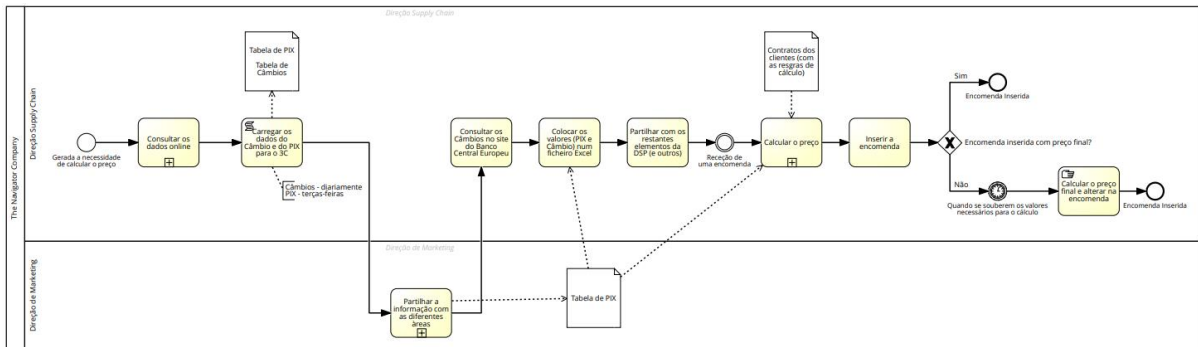 Direção Supply Chain
The Navigator Company
Direção Supply Chain
Gerada a necessidade
de calcular o preço
Consultar os
dados online
Tabela de PIX
Tabela de
Câmbios
Carregar os
dados do
Câmbio e do PIX
para o 3C
Câmbios - diariamente
PIX - terças-feiras
Consultar os
Câmbios no site
do Banco
Central Europeu
Colocar os
valores (PIX e
Câmbio) num
ficheiro Excel
Partilhar com os
restantes
elementos da
DSP (e outros)
Receção de
uma encomenda
Contratos dos
clientes (com
as resgras de
cálculo)
Calcular o preço
Inserir a
encomenda
Encomenda inserida com preço final?
Sim
Encomenda Inserida
Não
Quando se souberem os valores
necessários para o cálculo
Calcular o preço
final e alterar na
encomenda
Encomenda Inserida
Direção de Marketing
Direção de Marketing
Partilhar a
informação com
as diferentes
àreas
Tabela de PIX